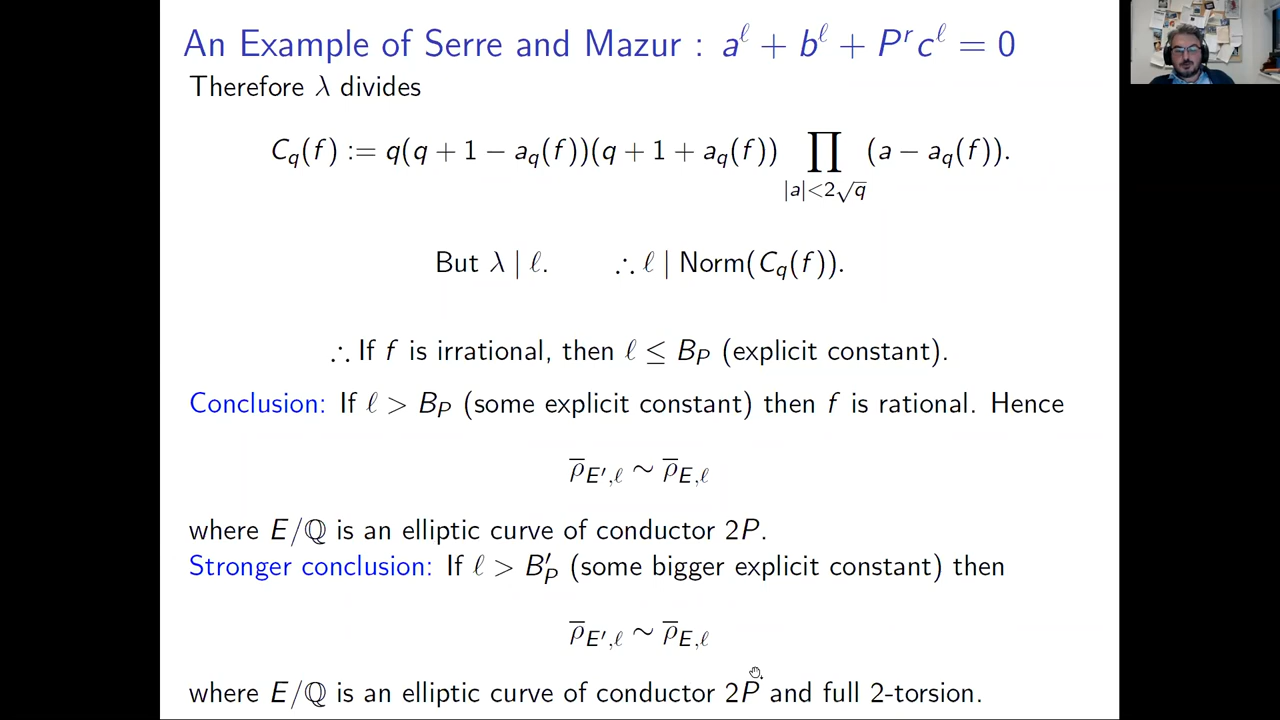 An Example of Serre and Mazur : aˡ + bˡ + Pʳcˡ = 0
Therefore λ divides
C_q(f) := q(q + 1 − a_q(f))(q + 1 + a_q(f)) ∏_{|a|<2√q} (a − a_q(f)).
But λ | ℓ. ∴ ℓ | Norm(C_q(f)).
∴ If f is irrational, then ℓ ≤ B_P (explicit constant).
Conclusion: If ℓ > B_P (some explicit constant) then f is rational. Hence
ρ̄_{E′,ℓ} ∼ ρ̄_{E,ℓ}
where E/ℚ is an elliptic curve of conductor 2P.
Stronger conclusion: If ℓ > B′_P (some bigger explicit constant) then
ρ̄_{E′,ℓ} ∼ ρ̄_{E,ℓ}
where E/ℚ is an elliptic curve of conductor 2P and full 2-torsion.